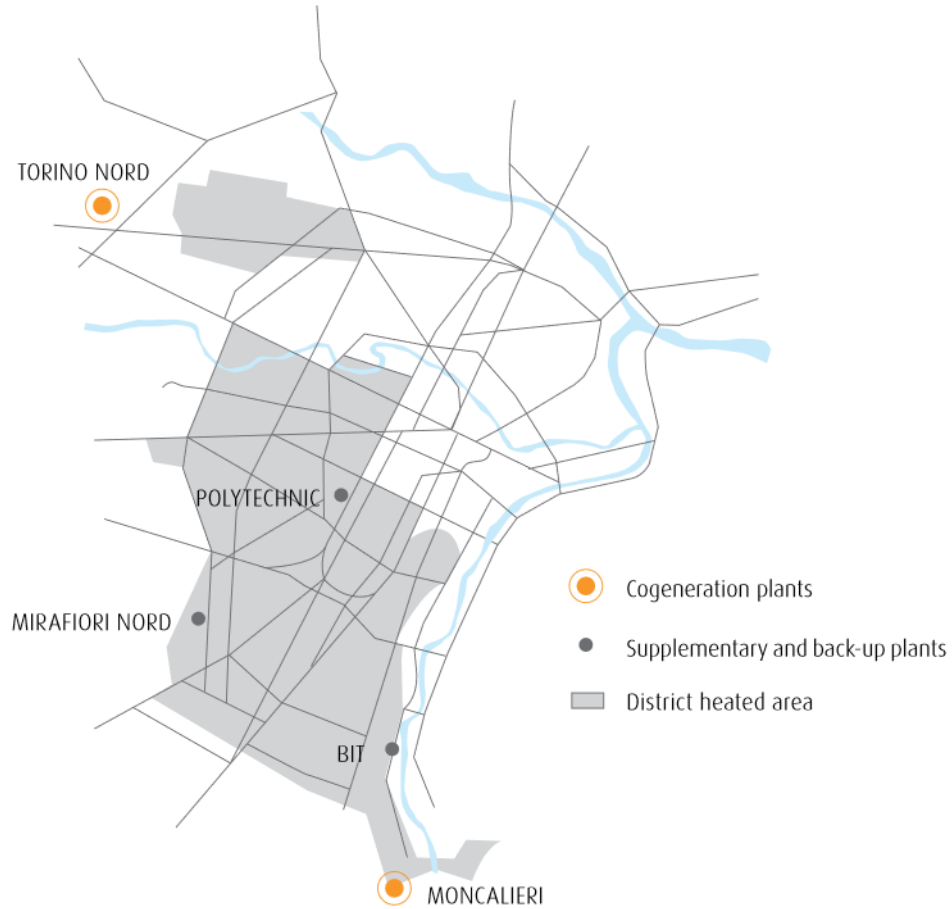 TORINO NORD
POLYTECHNIC
Cogeneration plants
MIRAFIORI NORD
Supplementary and back-up plants
District heated area
BIT
MONCALIERI